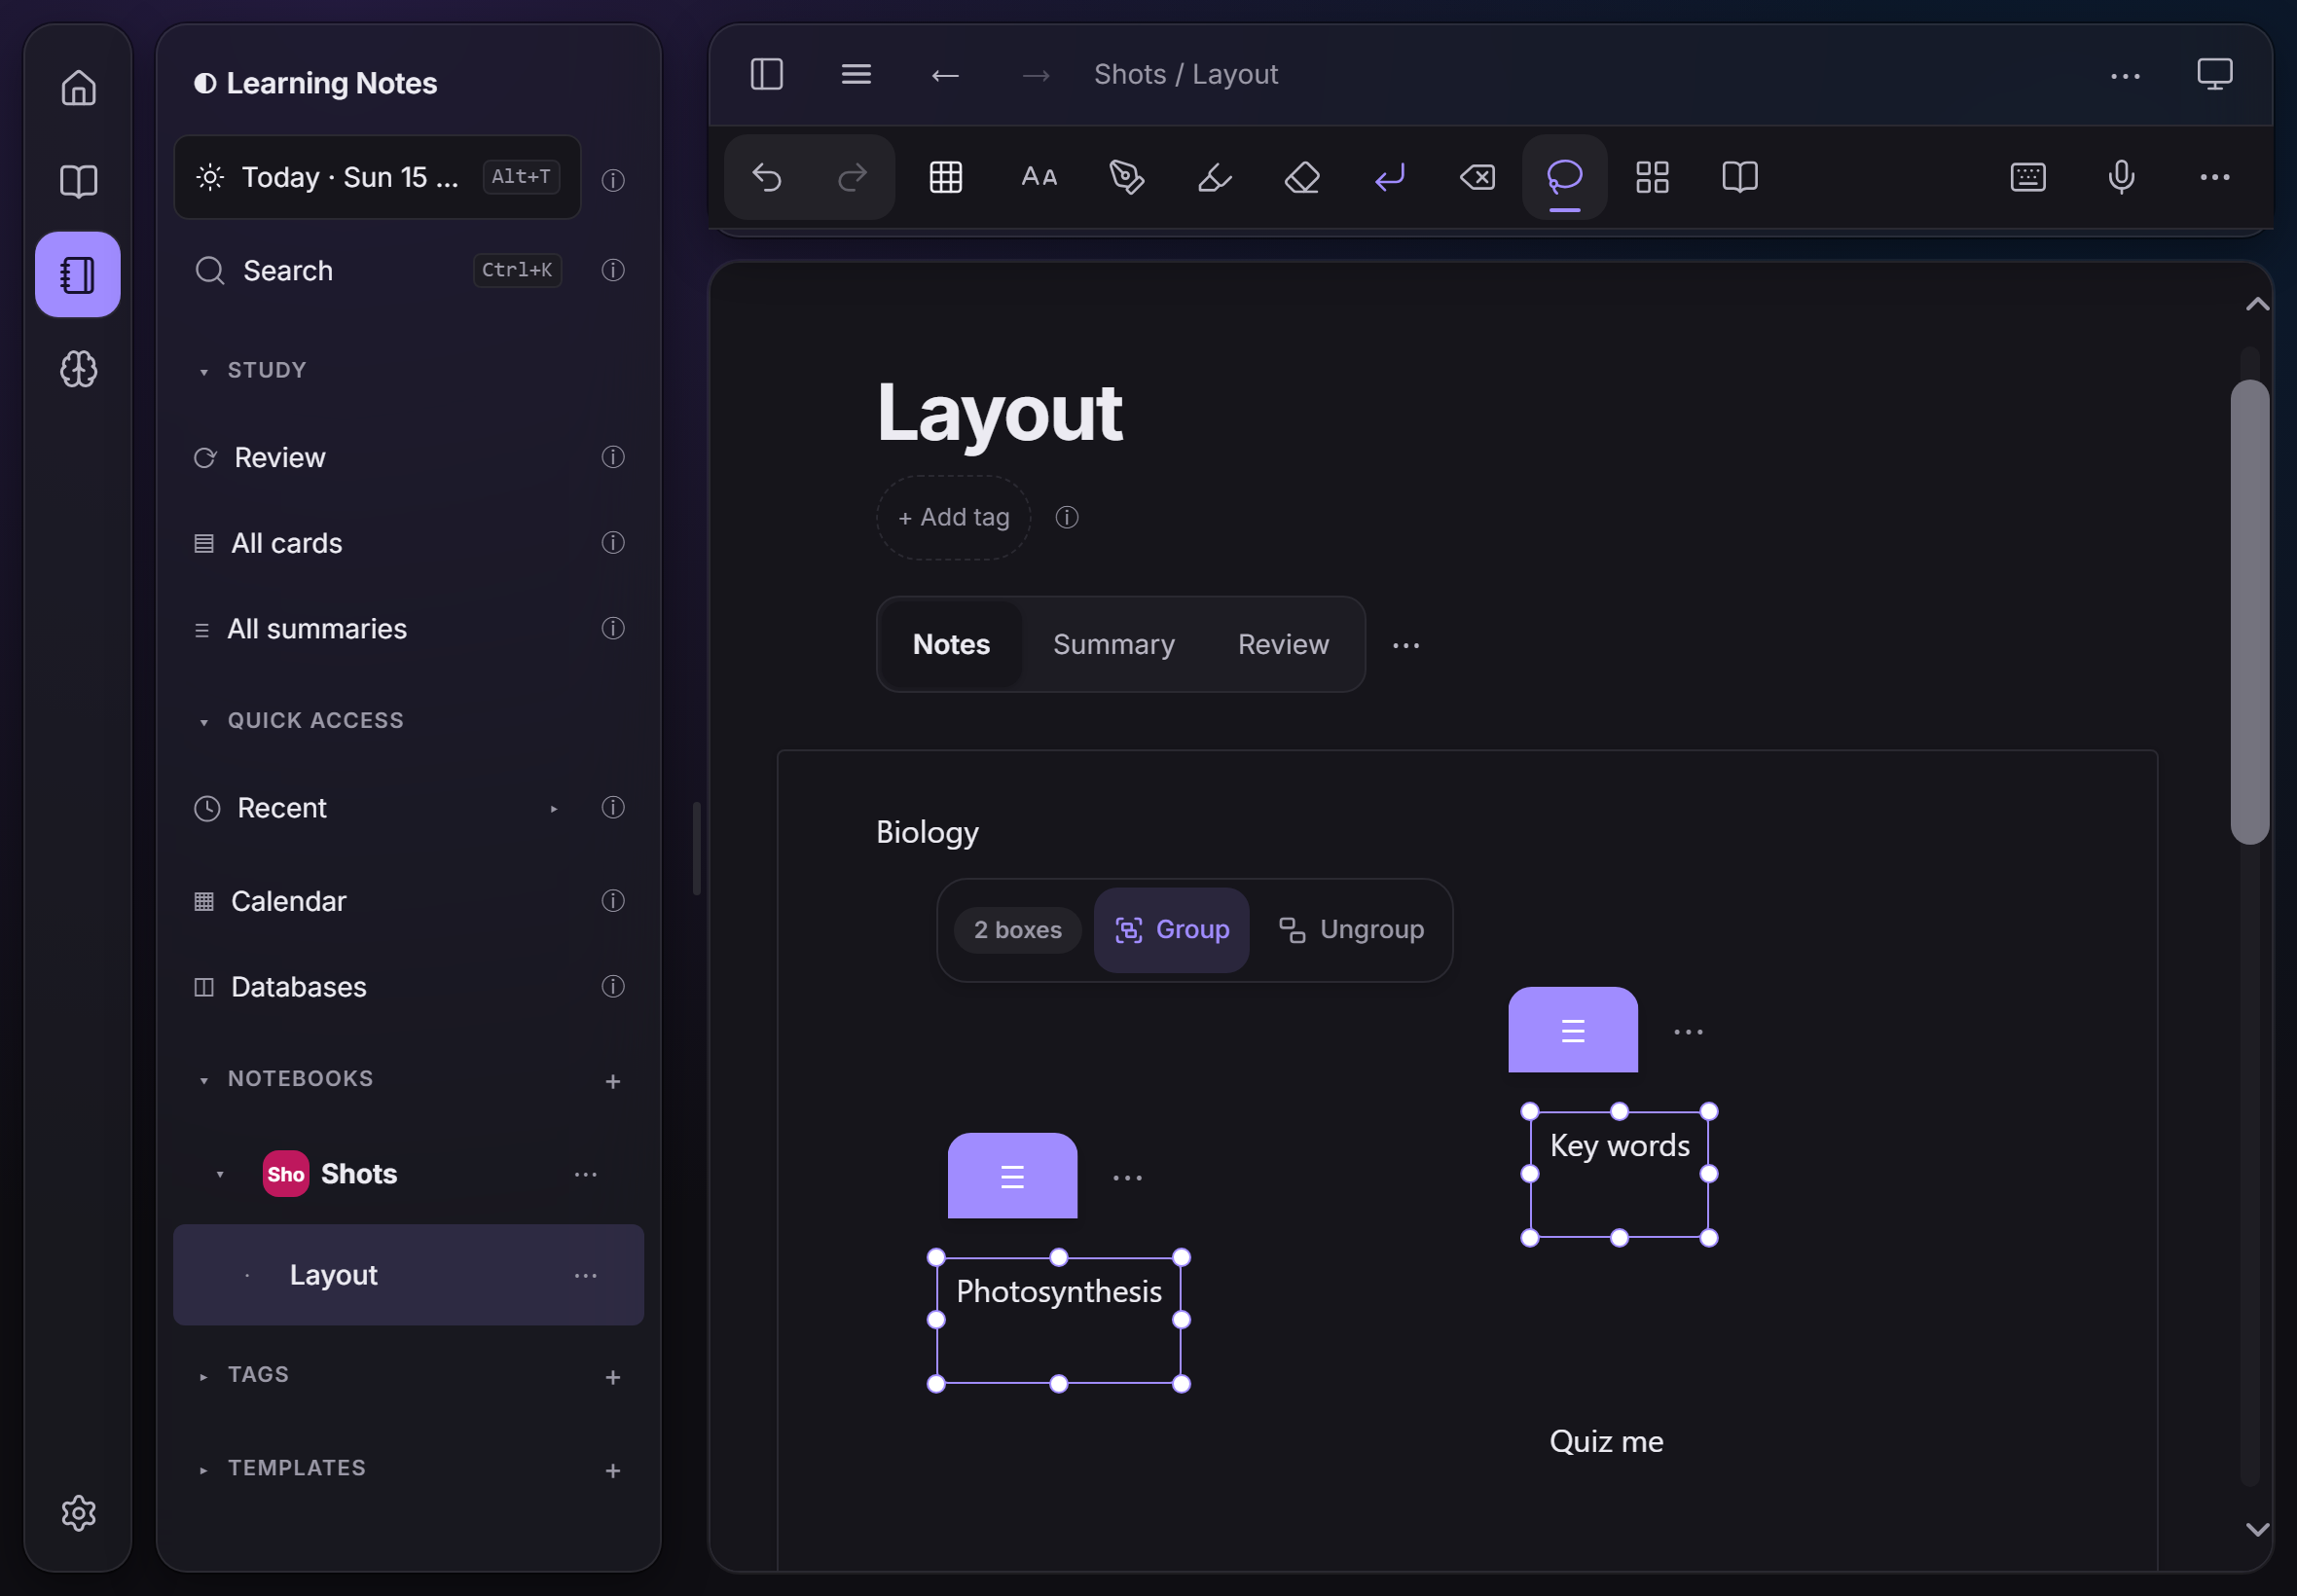 Learning Notes
Today · Sun 15 ... Alt+T
Search Ctrl+K
STUDY
Review
All cards
All summaries
QUICK ACCESS
Recent
Calendar
Databases
NOTEBOOKS
Sho Shots
Layout
TAGS
TEMPLATES
Shots / Layout
AA
Layout
+ Add tag
Notes Summary Review
Biology
2 boxes Group Ungroup
Key words
Photosynthesis
Quiz me